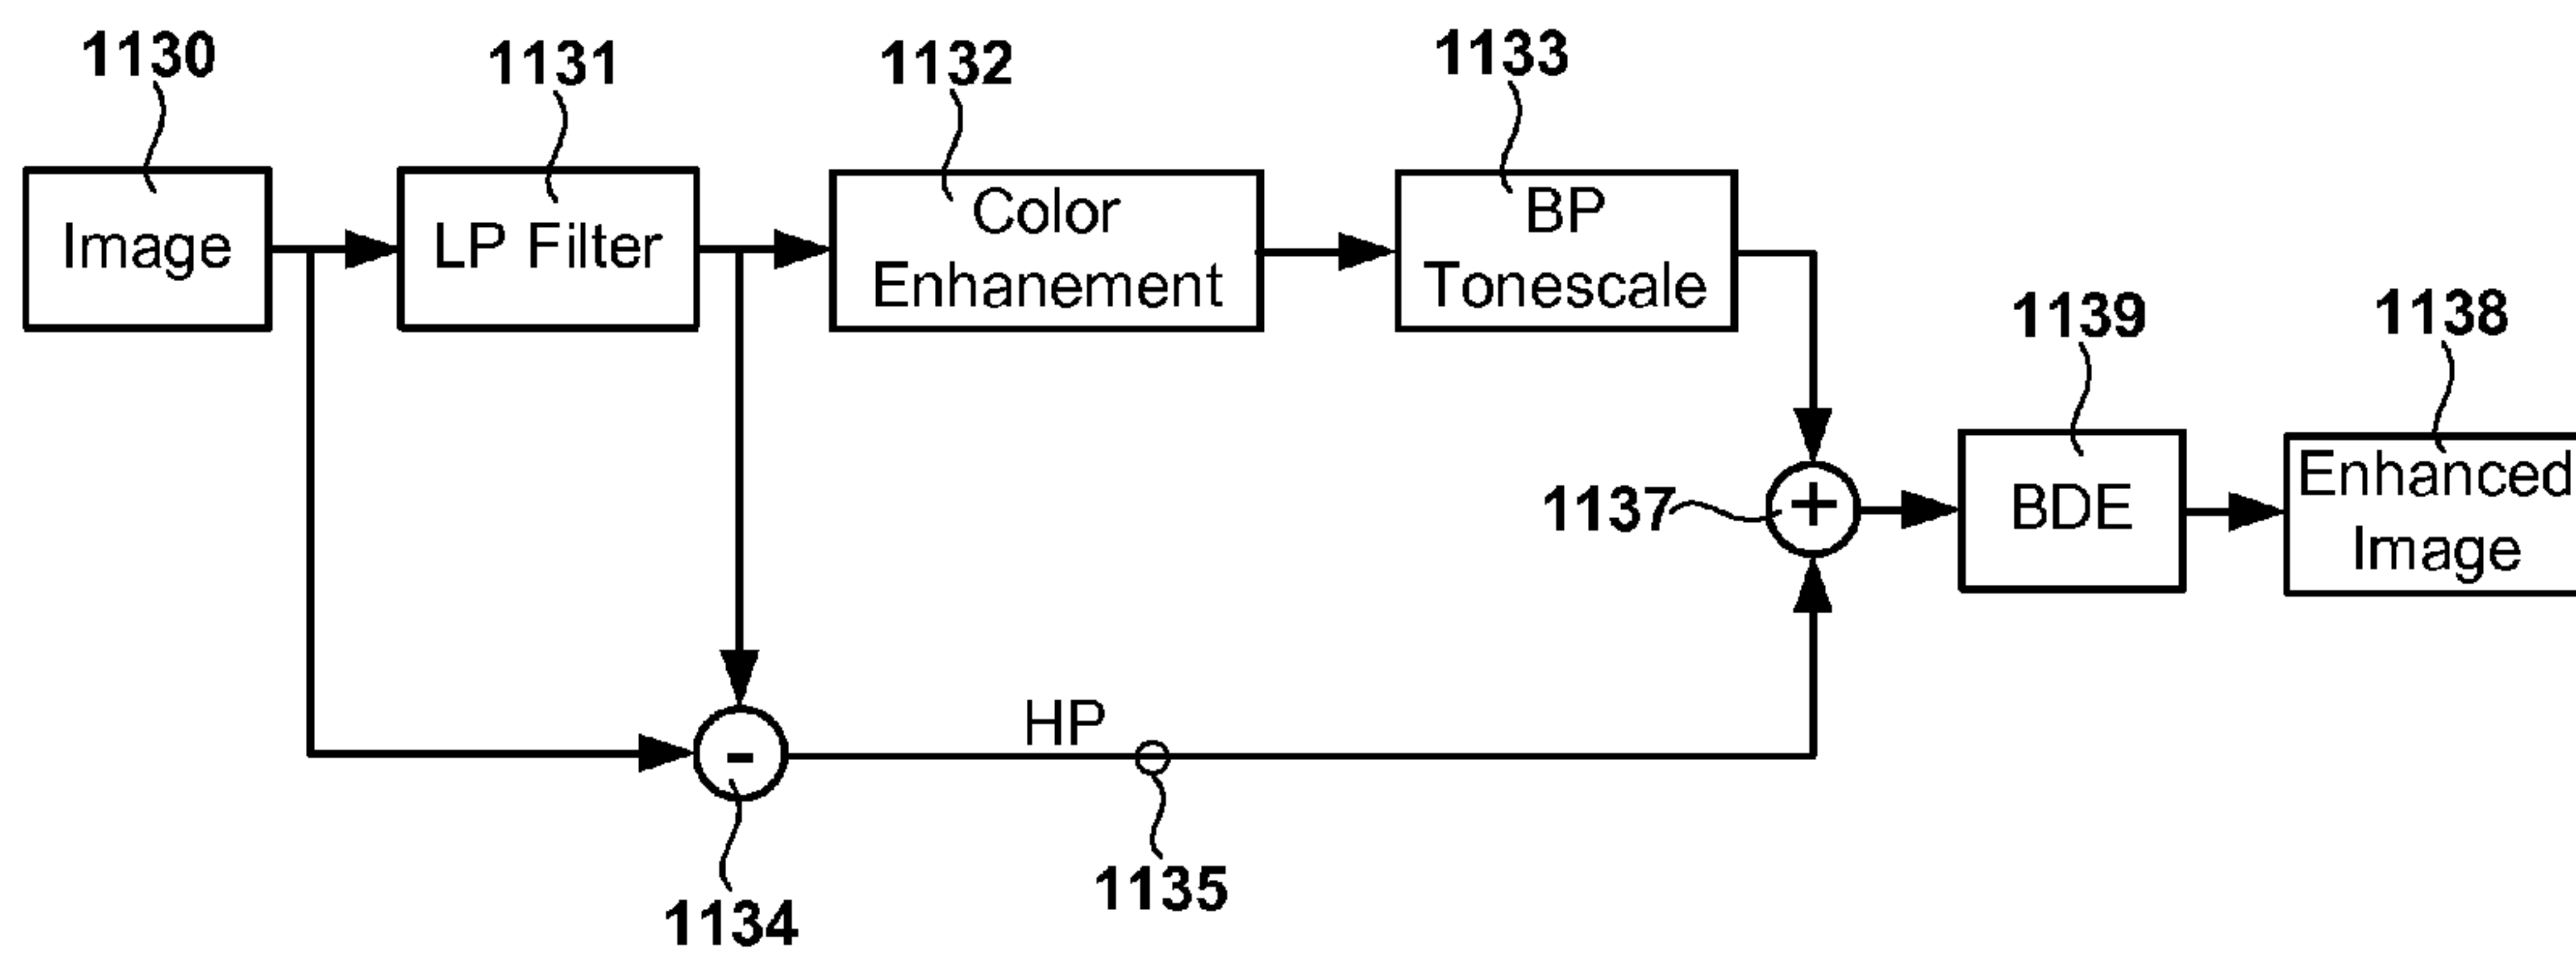 1130
1131
1132
1133
Image
LP Filter
Color
Enhanement
BP
Tonescale
1139
1138
1137
+
BDE
Enhanced
Image
HP
-
1135
1134